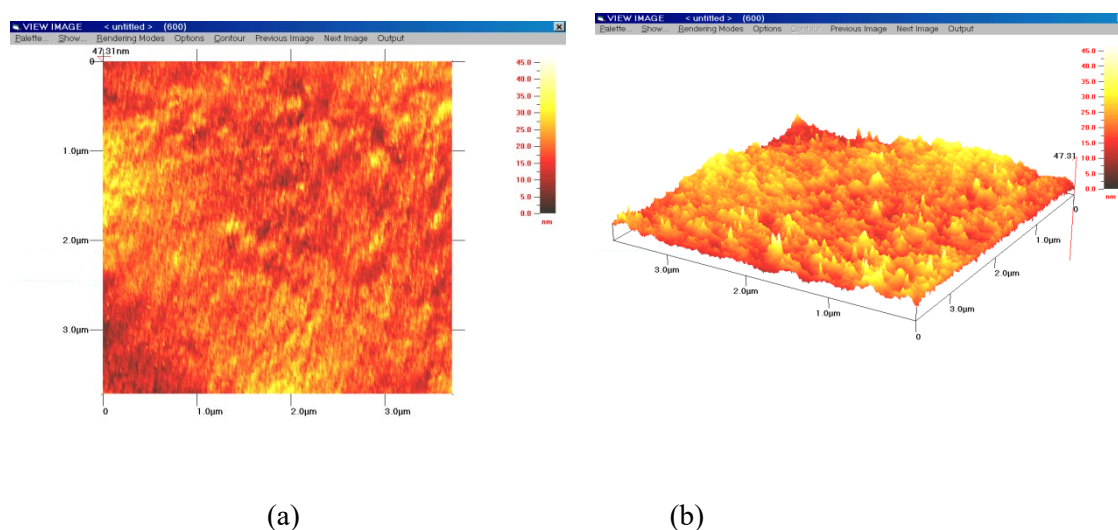 VIEW IMAGE < untitled > (600)
Palette... Show... Rendering Modes Options Contour Previous Image Next Image Output
47.31nm
0
1.0µm
2.0µm
3.0µm
0 1.0µm 2.0µm 3.0µm
45.0
40.0
35.0
30.0
25.0
20.0
15.0
10.0
5.0
0.0
nm
(a)
VIEW IMAGE < untitled > (600)
Palette... Show... Rendering Modes Options Contour Previous Image Next Image Output
45.0
40.0
35.0
30.0
25.0
20.0
15.0
10.0
5.0
0.0
nm
47.31
0
1.0µm
2.0µm
3.0µm
3.0µm
2.0µm
1.0µm
0
(b)